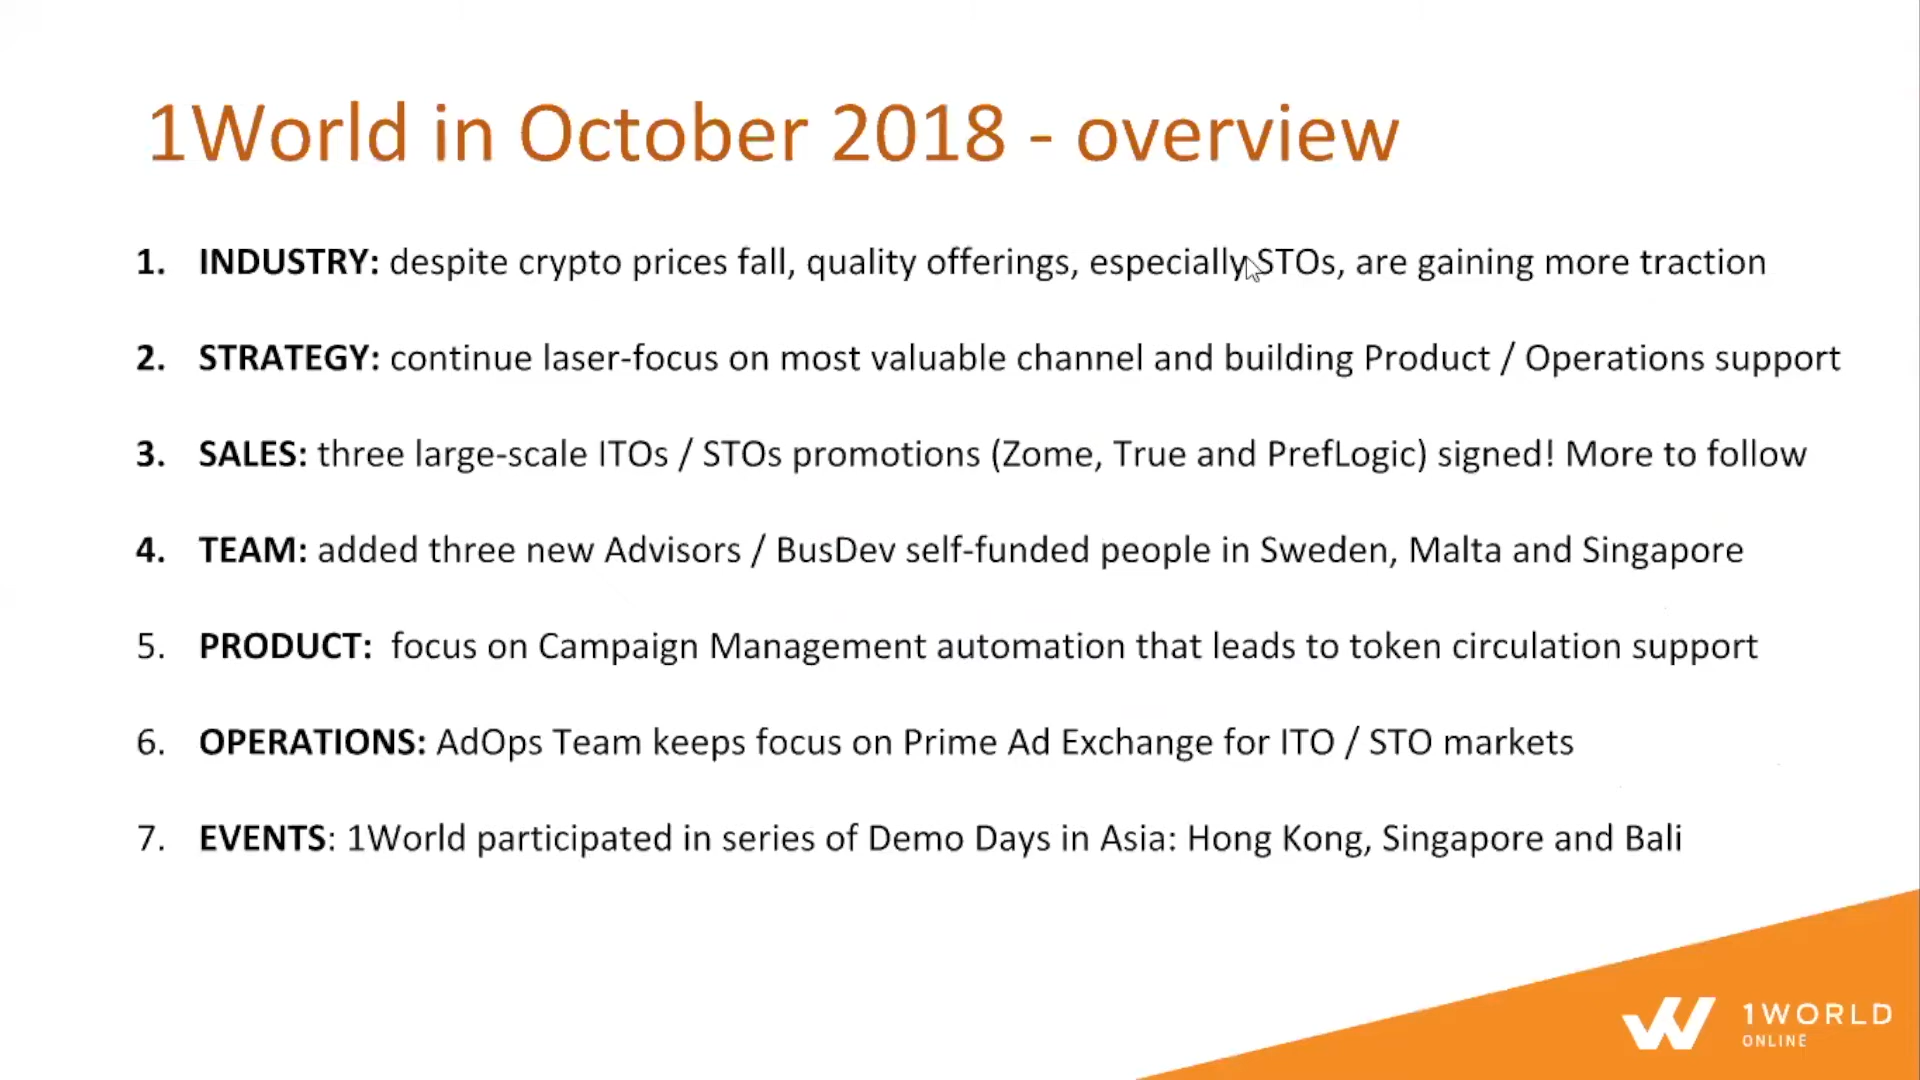 1World in October 2018 - overview
1. INDUSTRY: despite crypto prices fall, quality offerings, especially STOs, are gaining more traction
2. STRATEGY: continue laser-focus on most valuable channel and building Product / Operations support
3. SALES: three large-scale ITOs / STOs promotions (Zome, True and PrefLogic) signed! More to follow
4. TEAM: added three new Advisors / BusDev self-funded people in Sweden, Malta and Singapore
5. PRODUCT: focus on Campaign Management automation that leads to token circulation support
6. OPERATIONS: AdOps Team keeps focus on Prime Ad Exchange for ITO / STO markets
7. EVENTS: 1World participated in series of Demo Days in Asia: Hong Kong, Singapore and Bali
1WORLD
ONLINE